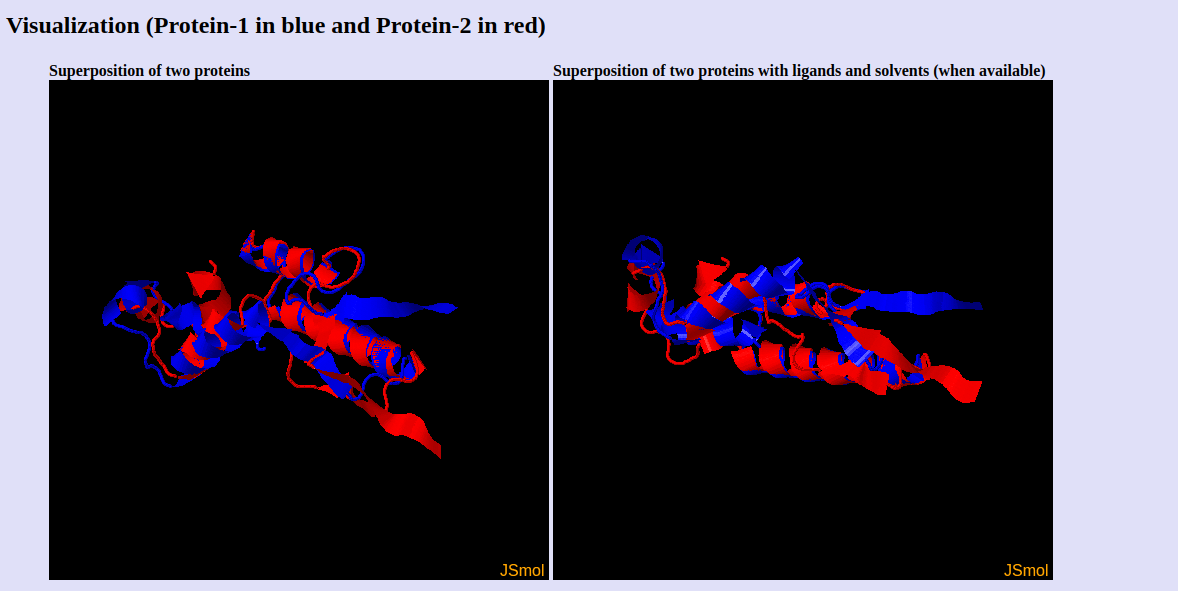 Visualization (Protein-1 in blue and Protein-2 in red)
Superposition of two proteins
Superposition of two proteins with ligands and solvents (when available)
JSmol
JSmol